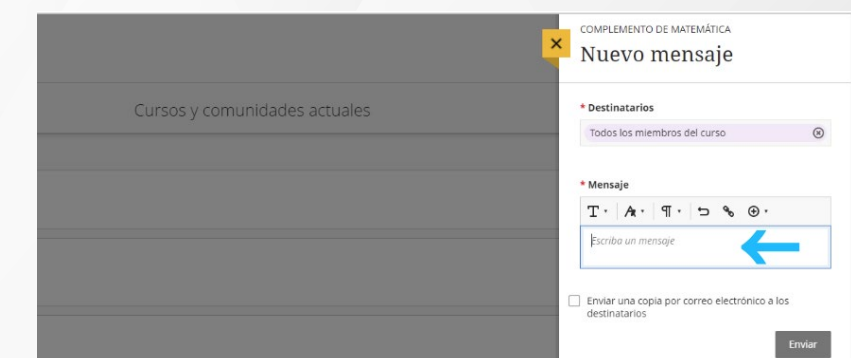 COMPLEMENTO DE MATEMÁTICA
Nuevo mensaje
Cursos y comunidades actuales
* Destinatarios
Todos los miembros del curso
* Mensaje
Escriba un mensaje
Enviar una copia por correo electrónico a los
destinatarios
Enviar